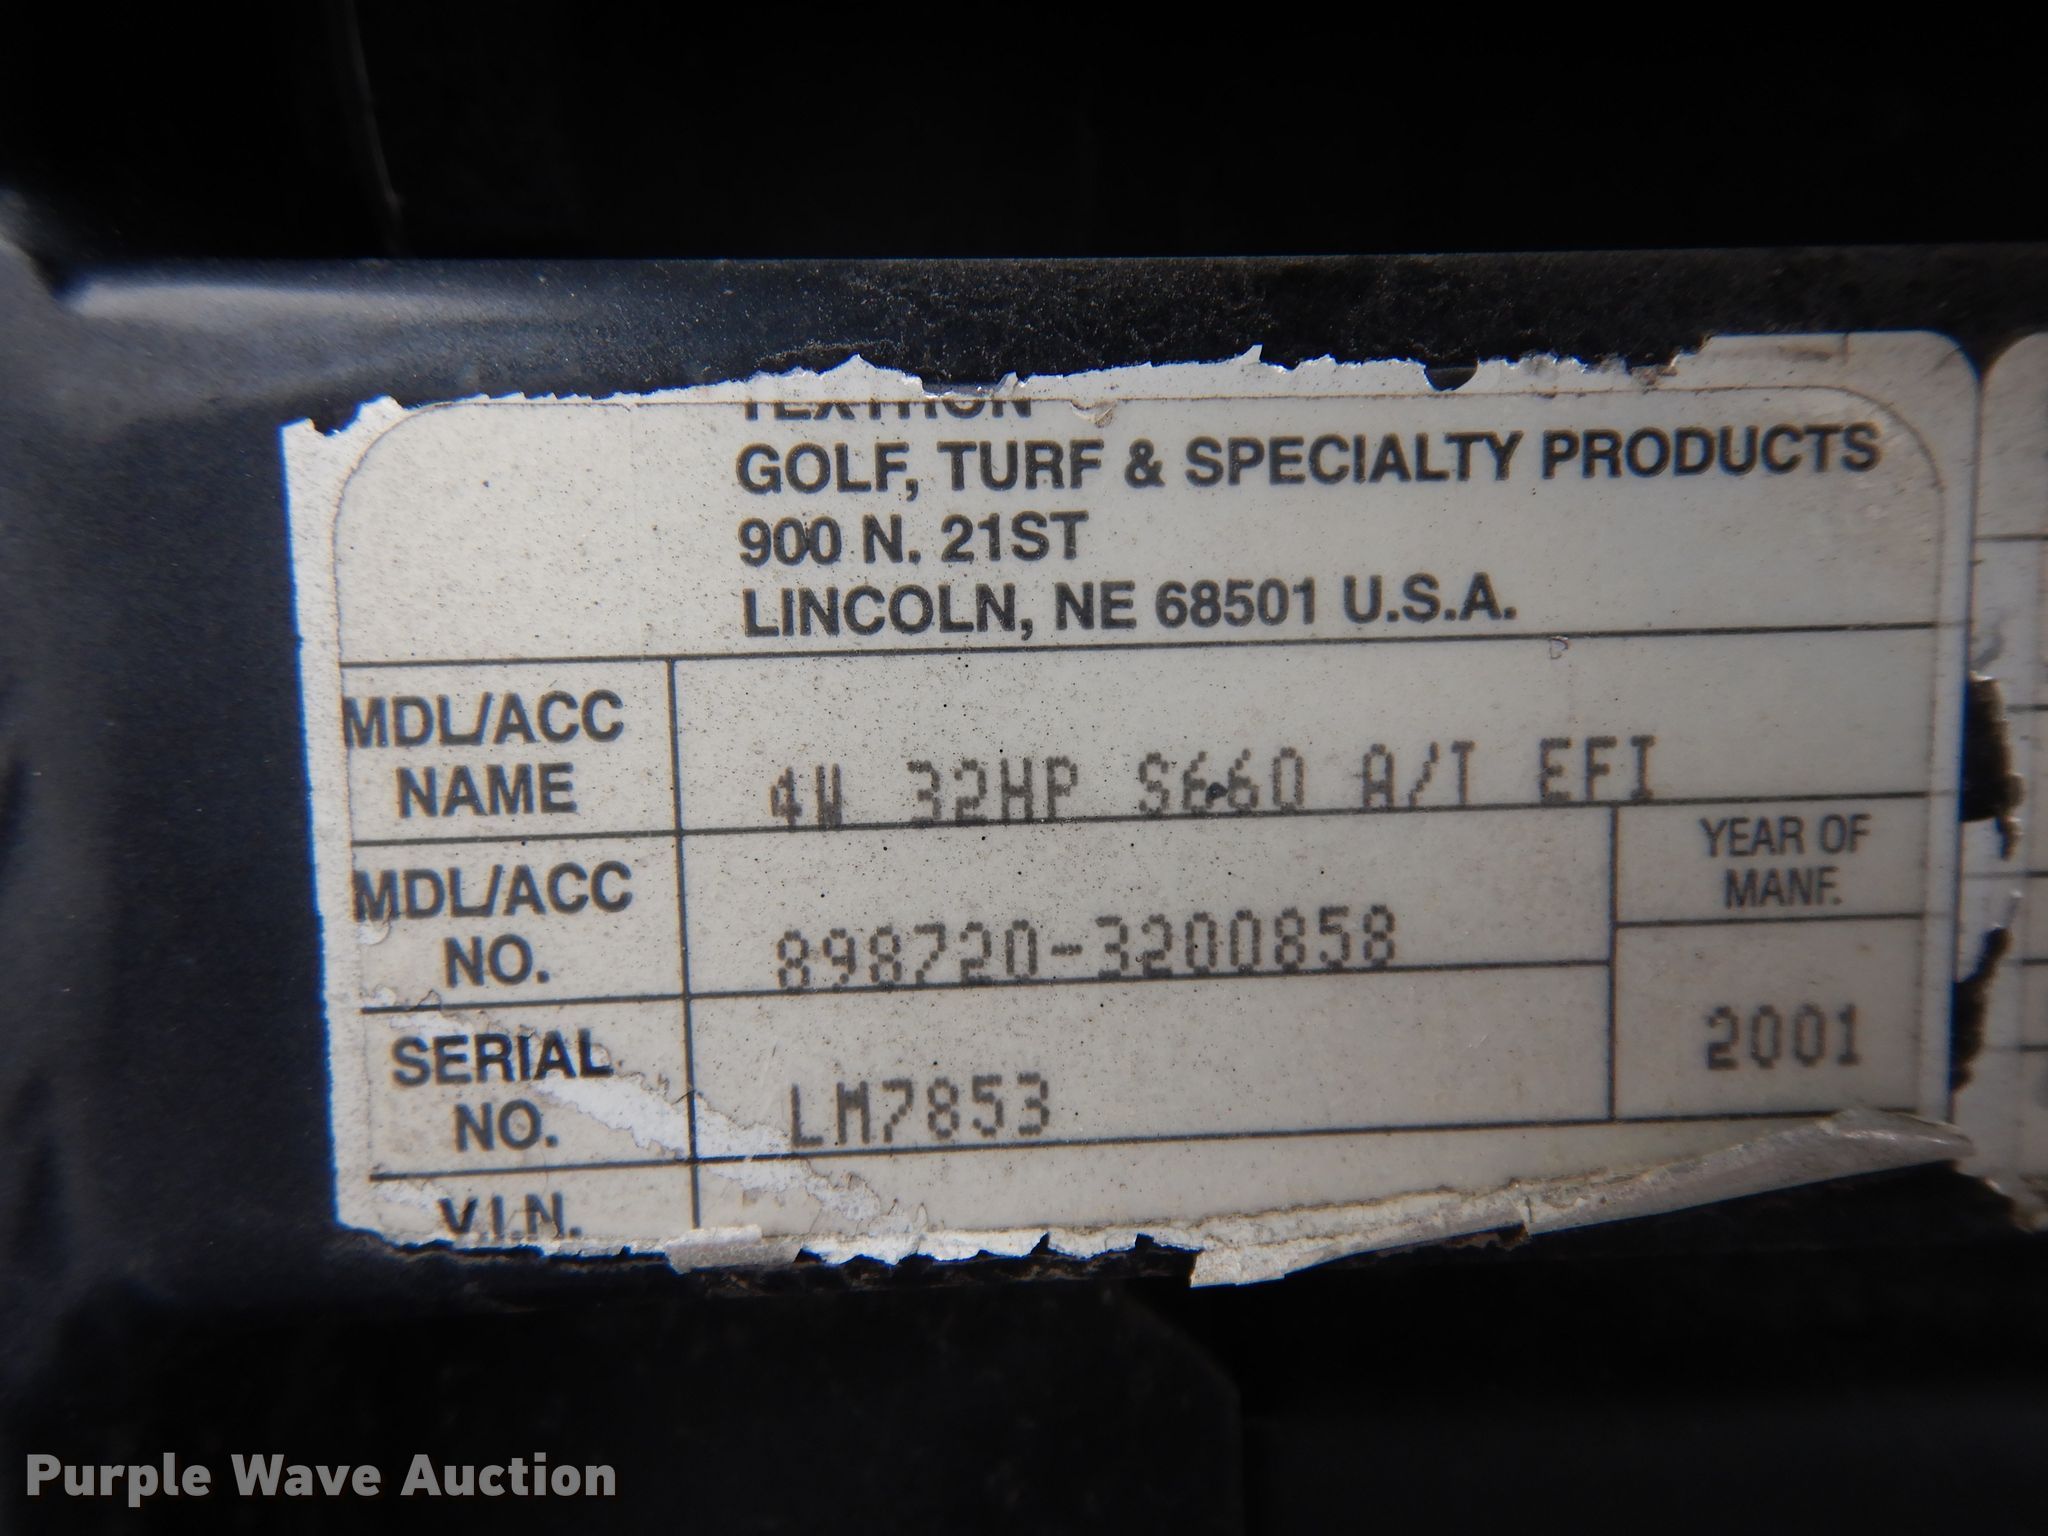 TEXTRON
GOLF, TURF & SPECIALTY PRODUCTS
900 N. 21ST
LINCOLN, NE 68501 U.S.A.
MDL/ACC
NAME
4W 32HP S660 A/T EFI
MDL/ACC
NO.
898720-3200858
YEAR OF
MANF.
2001
SERIAL
NO.
LM7853
V.I.N.
Purple Wave Auction